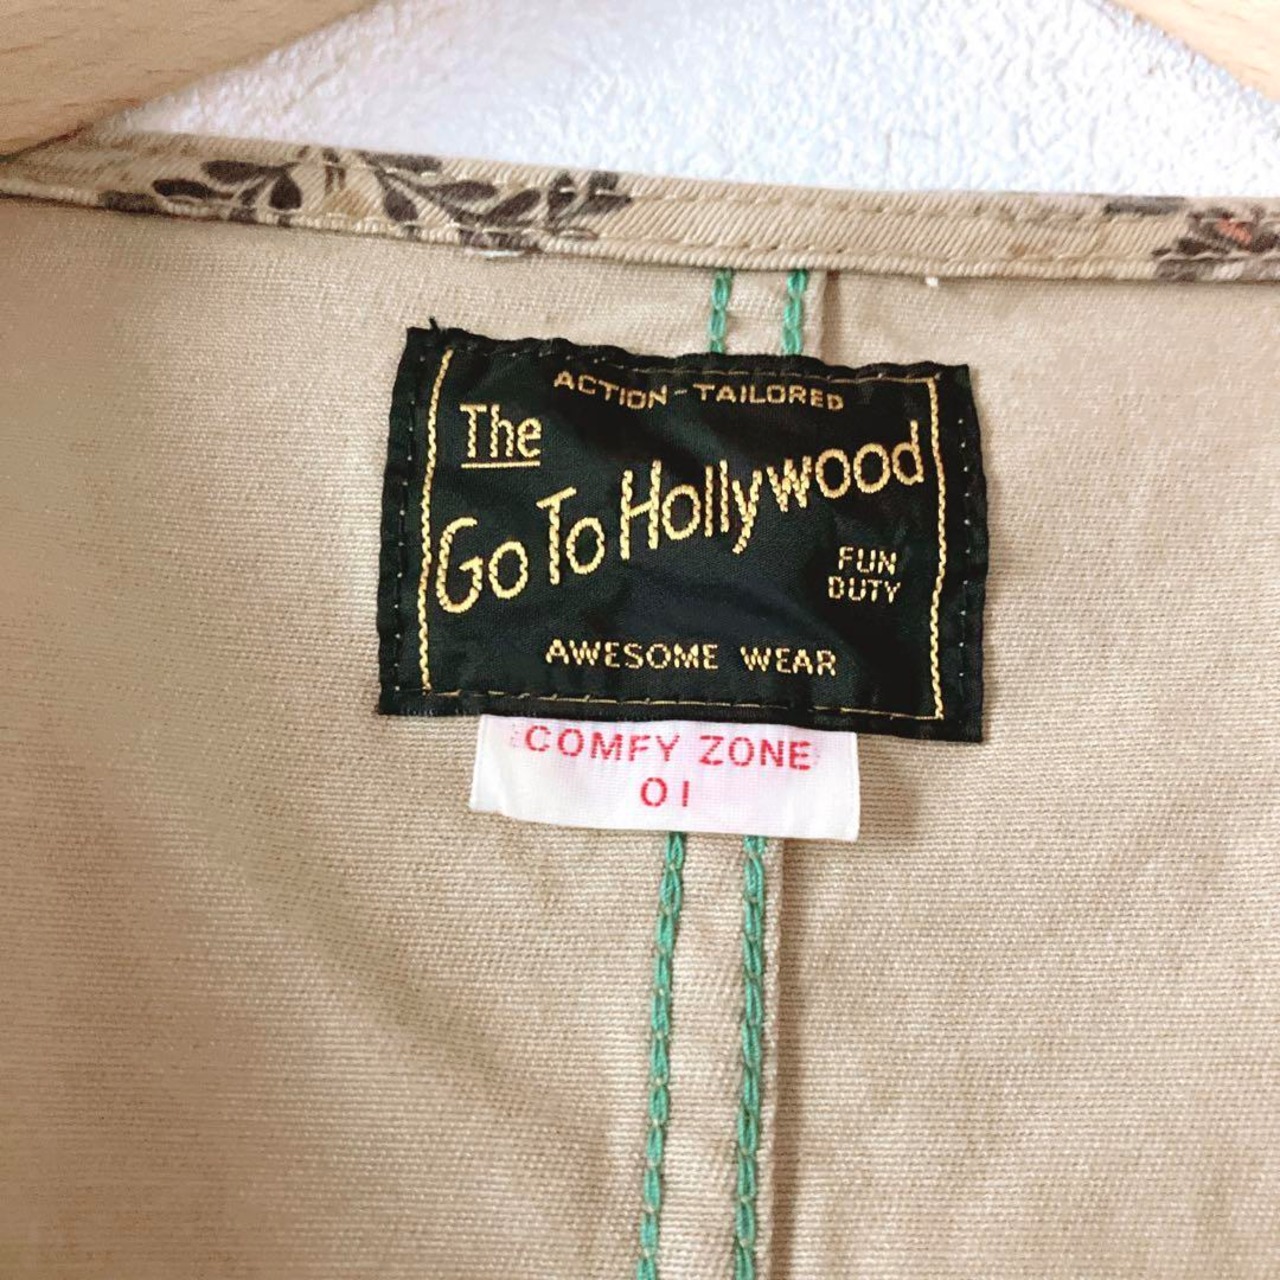 ACTION-TAILORED
The
Go To Hollywood
FUN
DUTY
AWESOME WEAR
COMFY ZONE
01